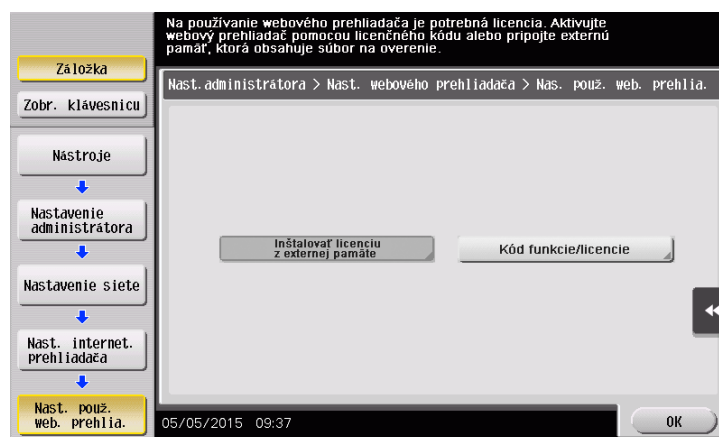 Na používanie webového prehliadača je potrebná licencia. Aktivujte
webový prehliadač pomocou licenčného kódu alebo pripojte externú
pamäť, ktorá obsahuje súbor na overenie.
Záložka
Zobr. klávesnicu
Nástroje
Nastavenie
administrátora
Nastavenie siete
Nast. internet.
prehliadača
Nast. použ.
web. prehlia.
Nast.administrátora > Nast. webového prehliadača > Nas. použ. web. prehlia.
Inštalovať licenciu
z externej pamäte
Kód funkcie/licencie
05/05/2015 09:37
OK